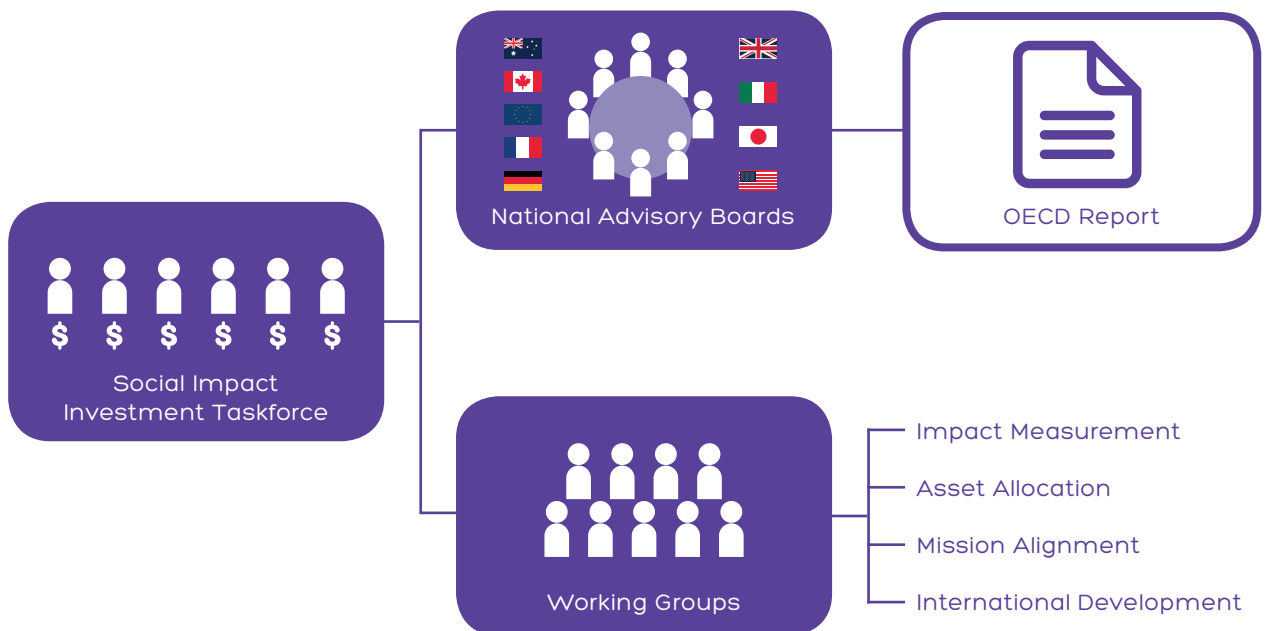 National Advisory Boards
OECD Report
$ $ $ $ $ $
Social Impact
Investment Taskforce
Working Groups
Impact Measurement
Asset Allocation
Mission Alignment
International Development